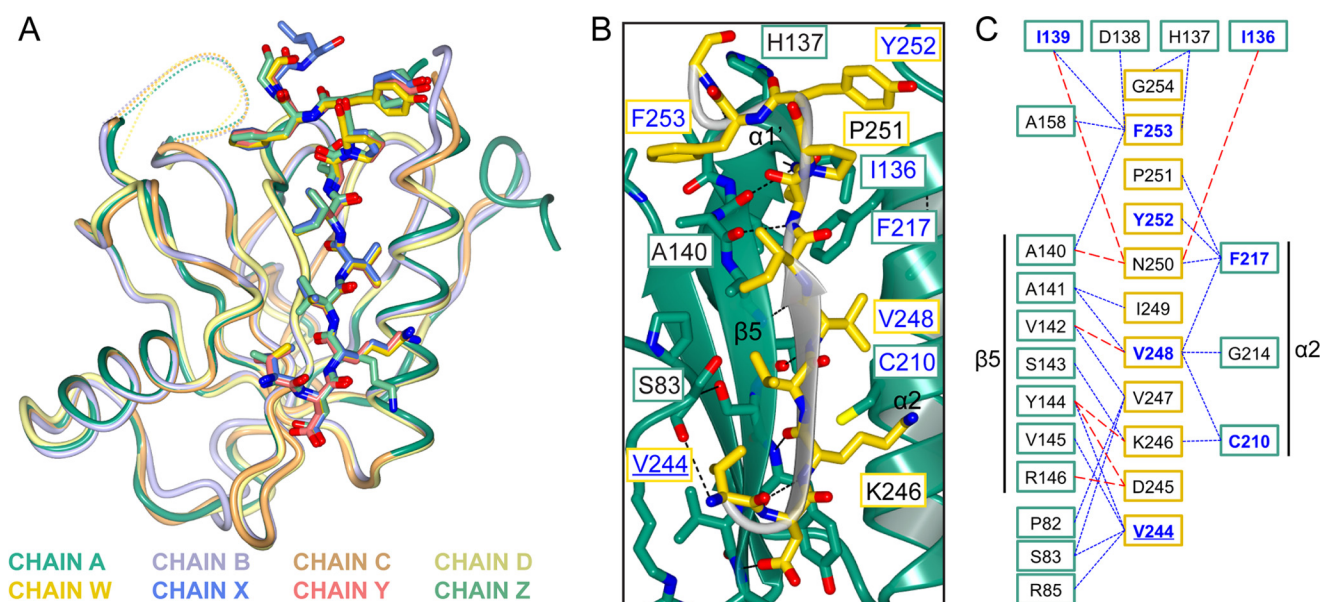 A
CHAIN A CHAIN B CHAIN C CHAIN D
CHAIN W CHAIN X CHAIN Y CHAIN Z
B
H137
Y252
F253
α1'
P251
I136
F217
A140
V248
β5
C210
S83
α2
V244
K246
C
I139 D138 H137 I136
G254
A158
F253
P251
Y252
A140
N250
F217
A141
I249
V142
V248
G214
β5
α2
S143
V247
Y144
K246
C210
V145
R146
D245
P82
V244
S83
R85